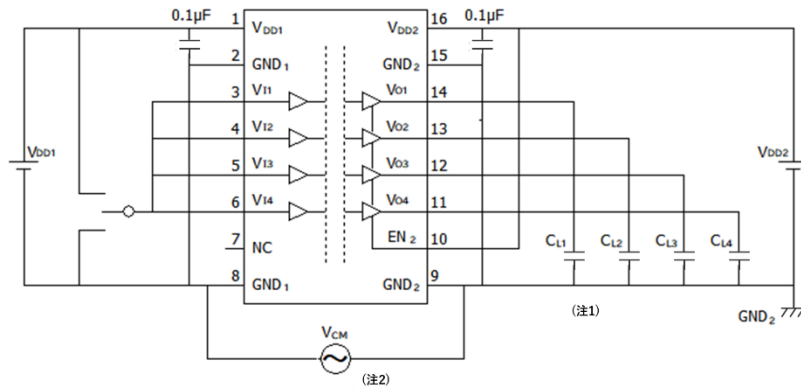 0.1μF
1
VDD1
VDD2
16
0.1μF
2
GND1
GND2
15
3
VI1
VO1
14
4
VI2
VO2
13
5
VI3
VO3
12
6
VI4
VO4
11
7
NC
EN2
10
8
GND1
GND2
9
VDD1
VDD2
CL1
CL2
CL3
CL4
(注1)
GND2
VCM
(注2)